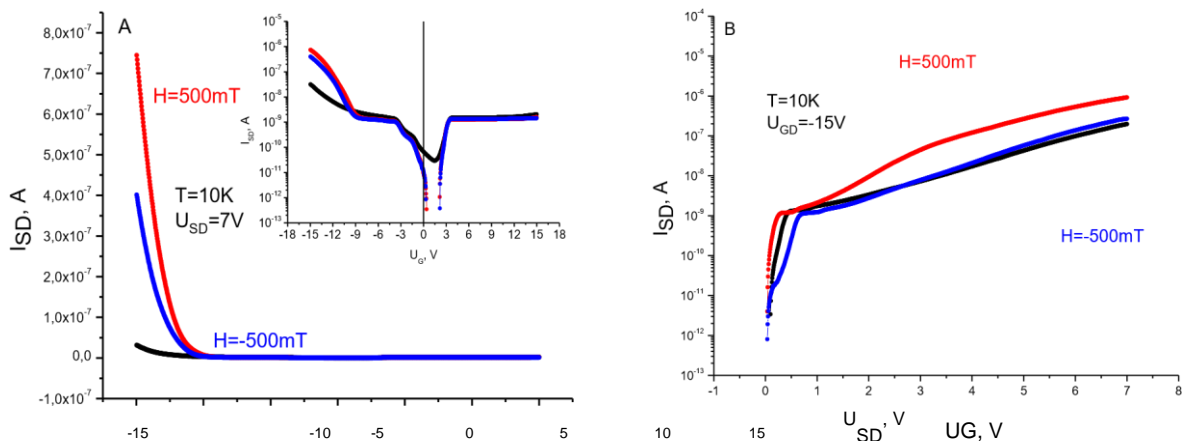 A
I_SD, A
8,0x10^-7
7,0x10^-7
6,0x10^-7
5,0x10^-7
4,0x10^-7
3,0x10^-7
2,0x10^-7
1,0x10^-7
0,0
-1,0x10^-7
H=500mT
T=10K
U_SD=7V
H=-500mT
I_SD, A
10^-5
10^-6
10^-7
10^-8
10^-9
10^-10
10^-11
10^-12
10^-13
-18 -15 -12 -9 -6 -3 0 3 6 9 12 15 18
U_G, V
-15 -10 -5 0 5 10 15
B
I_SD, A
10^-4
10^-5
10^-6
10^-7
10^-8
10^-9
10^-10
10^-11
10^-12
10^-13
H=500mT
T=10K
U_GD=-15V
H=-500mT
-1 0 1 2 3 4 5 6 7 8
U_SD, V UG, V